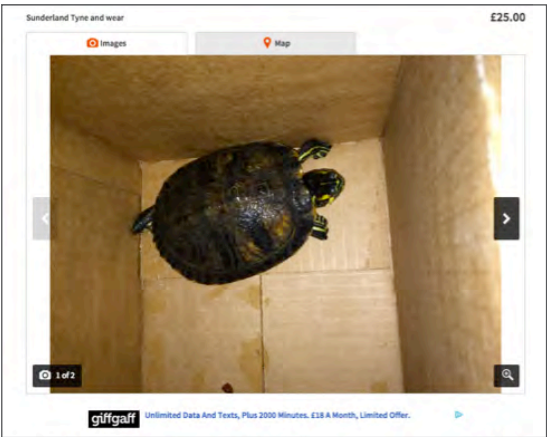 Sunderland Tyne and wear
£25.00
Images
Map
1 of 2
giffgaff
Unlimited Data And Texts, Plus 2000 Minutes. £18 A Month, Limited Offer.